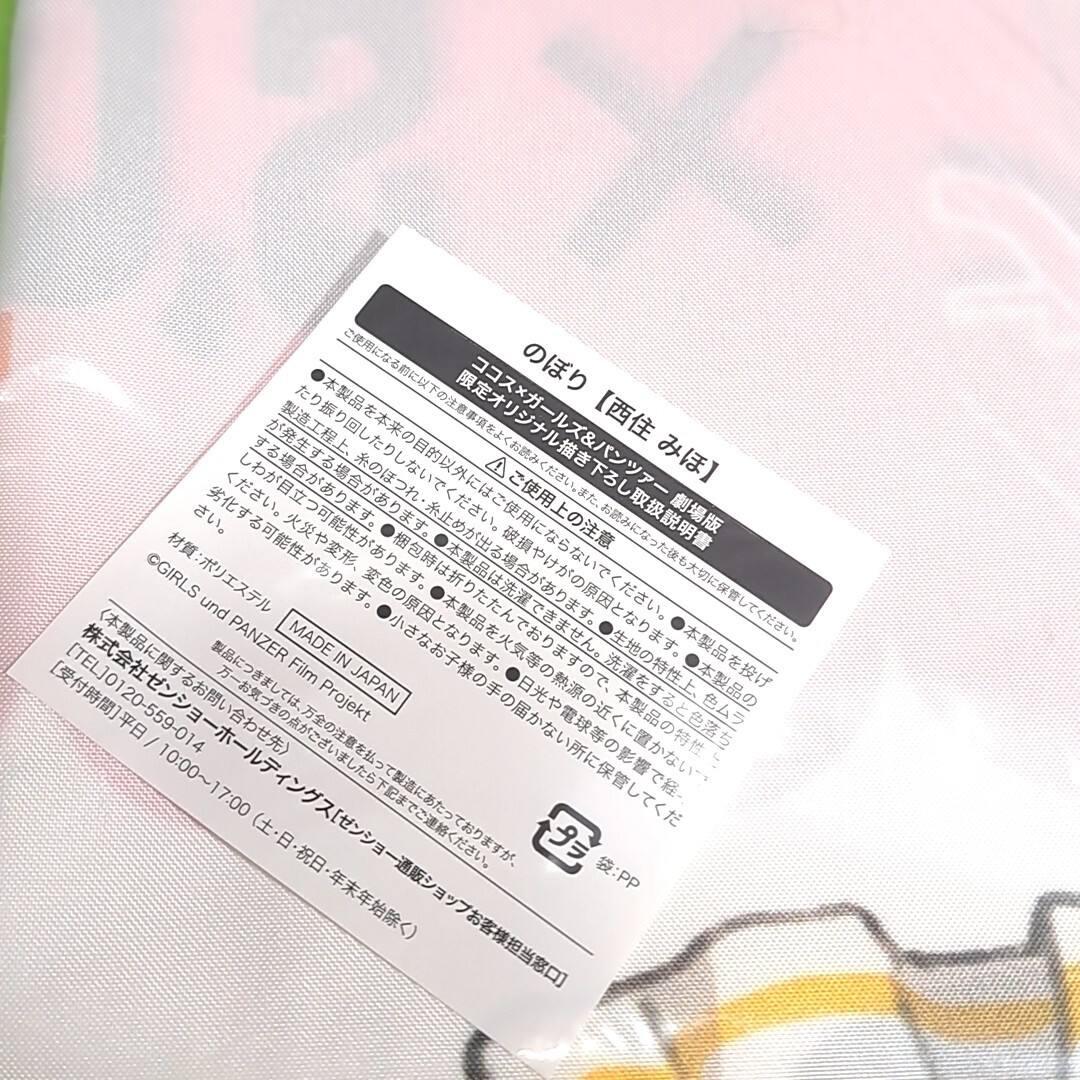 のぼり【西住 みほ】
ココス×ガールズ&パンツァー 劇場版
限定オリジナル描き下ろし取扱説明書
ご使用になる前に以下の注意事項をよくお読みください。また、お読みになった後も大切に保管してください。
⚠ご使用上の注意
●本製品を本来の目的以外にはご使用にならないでください。●本製品を投げ
たり振り回したりしないでください。破損やけがの原因となります。●本製品の
製造工程上、糸のほつれ・糸止めが出る場合があります。●生地の特性上、色ムラ
が発生する場合があります。●本製品は洗濯できません。洗濯をすると色落ち
する場合があります。●梱包時は折りたたんでおりますので、本製品の特性上
しわが目立つ可能性があります。●本製品を火気等の熱源の近くに置かないで
ください。火災や変形、変色の原因となります。●日光や電球等の影響で経
劣化する可能性があります。●小さなお子様の手の届かない所に保管してくだ
さい。
材質:ポリエステル MADE IN JAPAN
©GIRLS und PANZER Film Projekt
プラ 袋:PP
製品につきましては、万全の注意を払って製造にあたっておりますが、
万一お気づきの点がございましたら下記までご連絡ください。
〈本製品に関するお問い合わせ先〉
株式会社ゼンショーホールディングス[ゼンショー通販ショップお客様担当窓口]
[TEL]0120-559-014
[受付時間]平日/10:00〜17:00(土・日・祝日・年末年始除く)